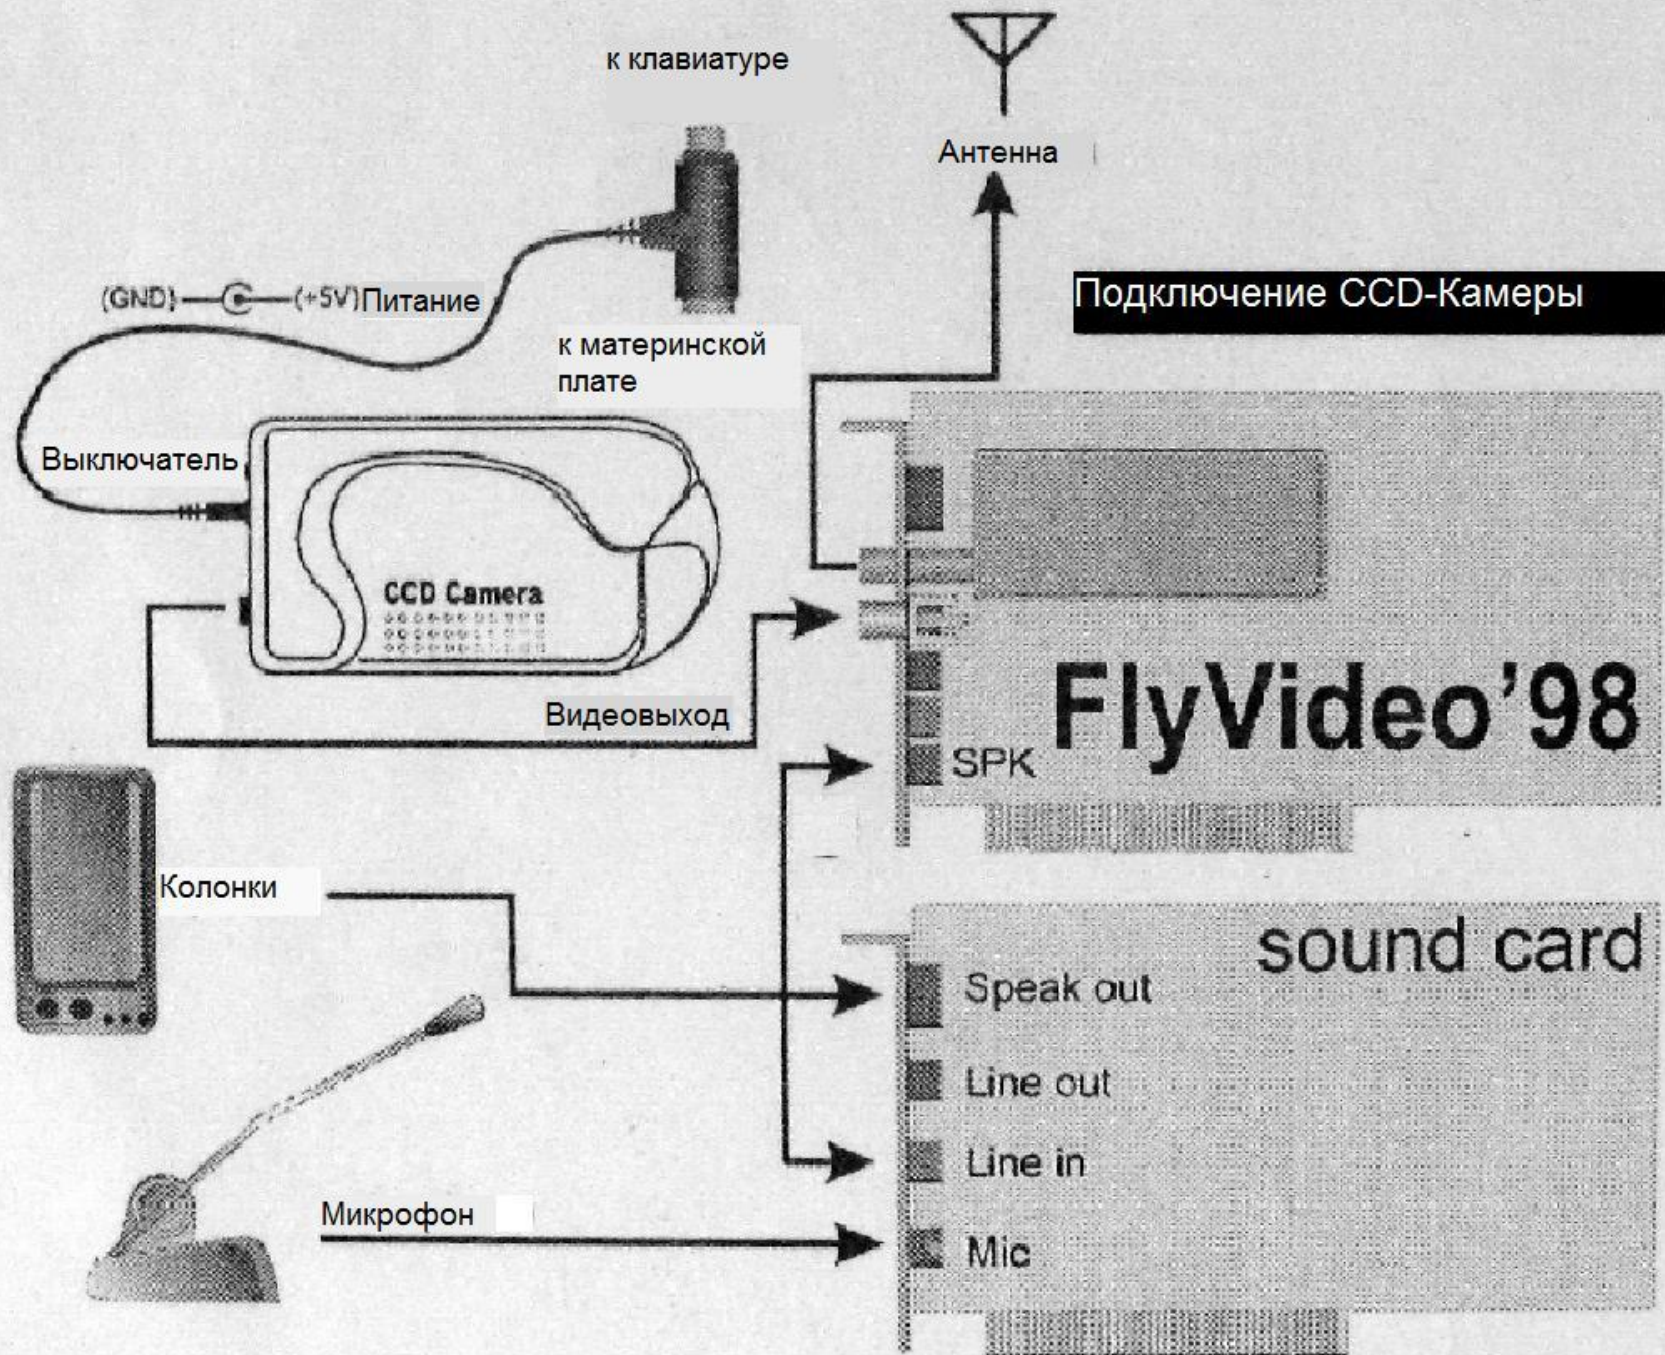 к клавиатуре
Антенна
(GND) (+5V) Питание
Подключение CCD-Камеры
к материнской
плате
Выключатель
CCD Camera
Видеовыход
FlyVideo’98
SPK
Колонки
sound card
Speak out
Line out
Line in
Микрофон
Mic